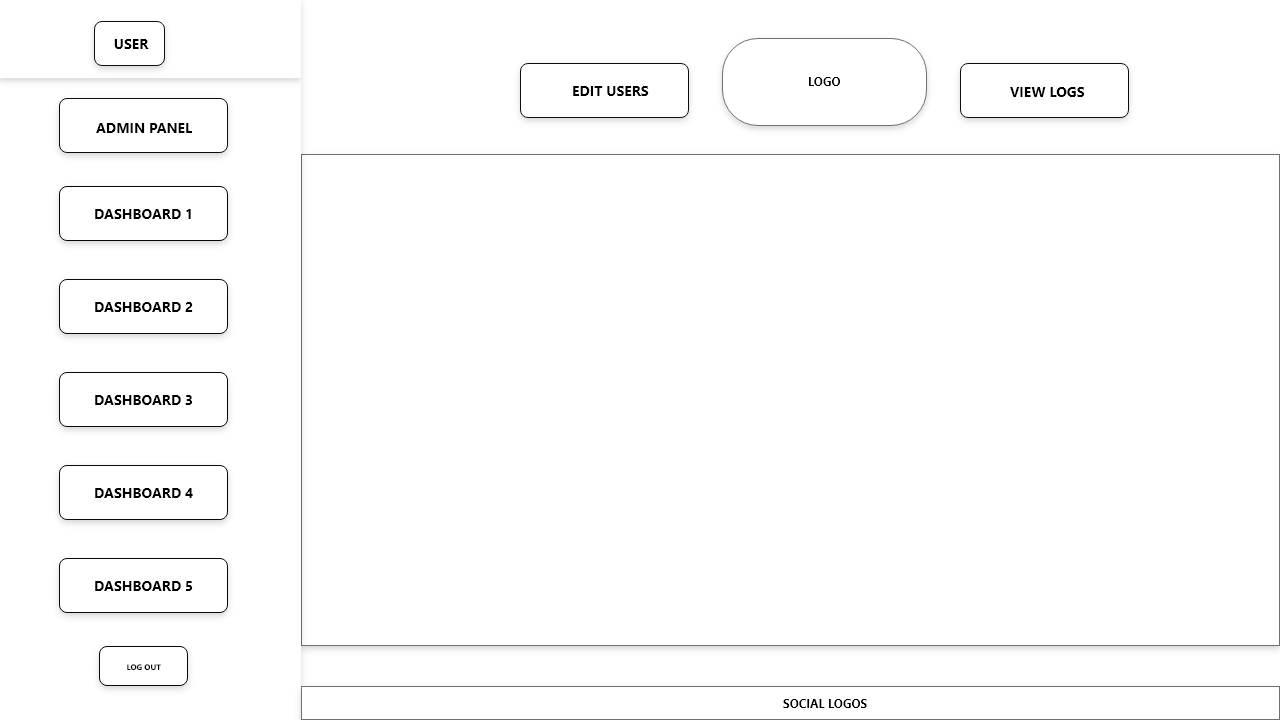 USER
ADMIN PANEL
DASHBOARD 1
DASHBOARD 2
DASHBOARD 3
DASHBOARD 4
DASHBOARD 5
LOG OUT
EDIT USERS
LOGO
VIEW LOGS
SOCIAL LOGOS